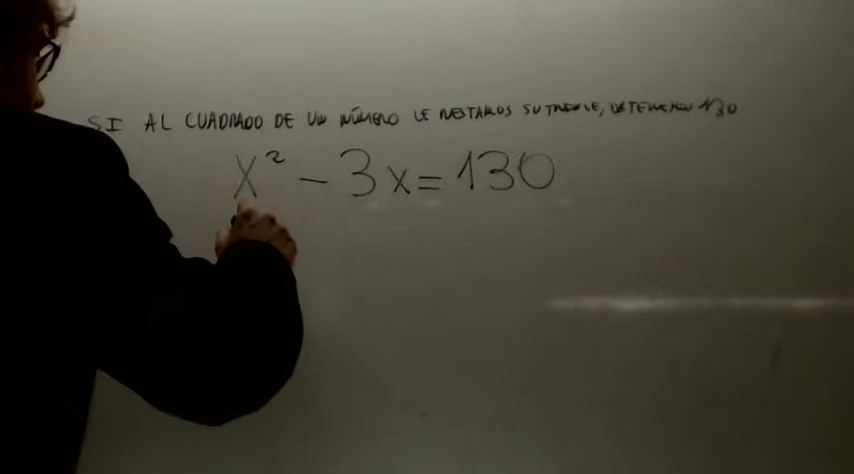 SI AL CUADRADO DE UN NÚMERO LE RESTAMOS SU TRIPLE, OBTENEMOS 130
x² - 3x = 130